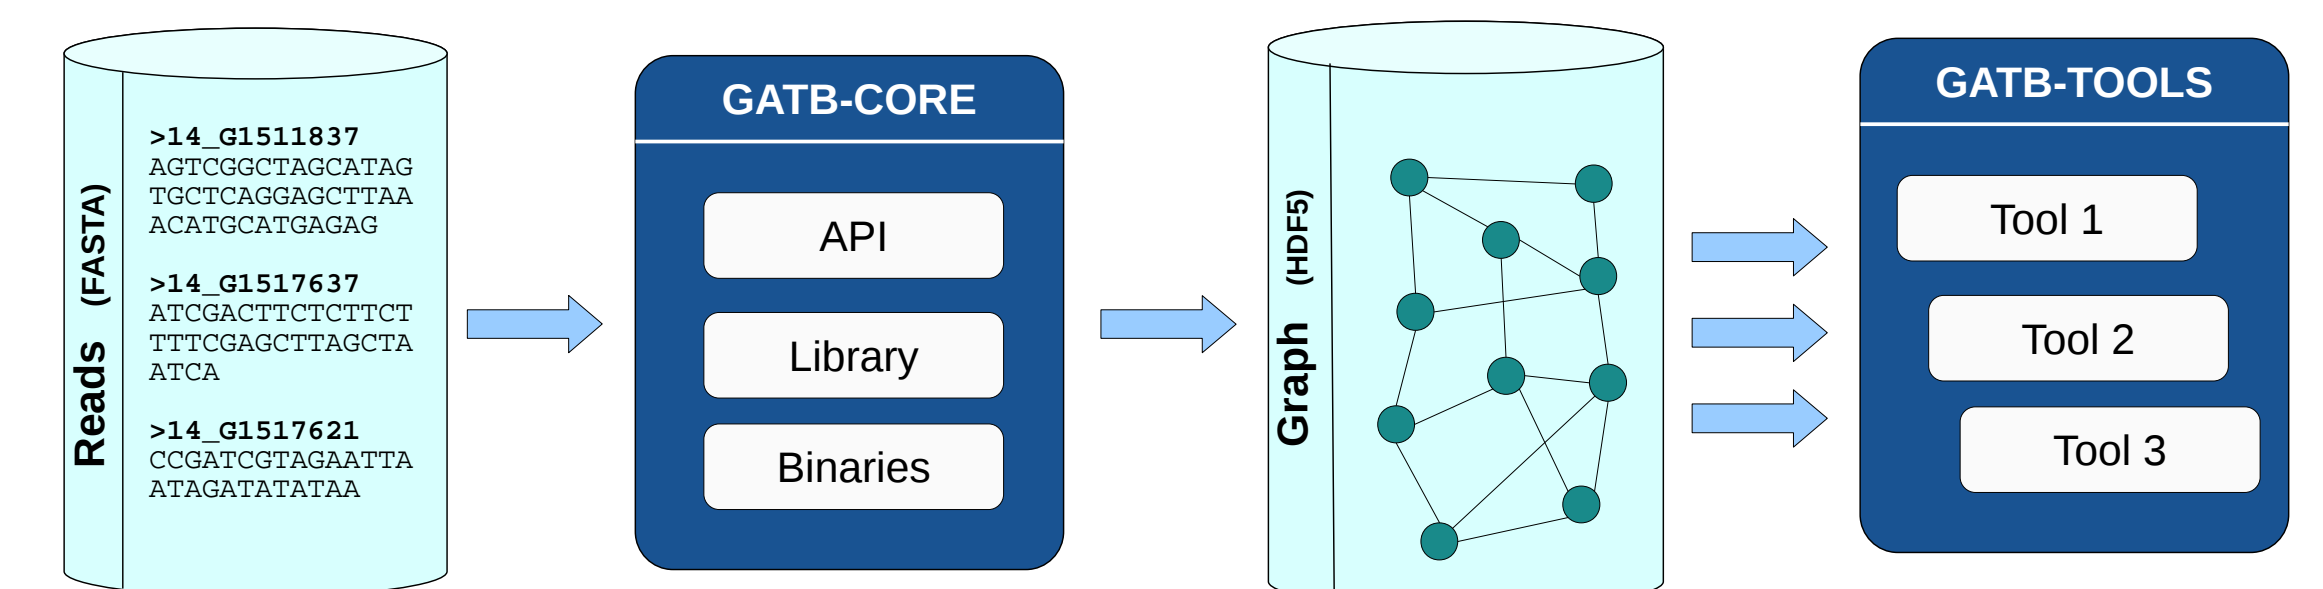 Reads (FASTA)
>14_G1511837
AGTCGGCTAGCATAG
TGCTCAGGAGCTTAA
ACATGCATGAGAG
>14_G1517637
ATCGACTTCTCTTCT
TTTCGAGCTTAGCTA
ATCA
>14_G1517621
CCGATCGTAGAATTA
ATAGATATATAA
GATB-CORE
API
Library
Binaries
Graph (HDF5)
GATB-TOOLS
Tool 1
Tool 2
Tool 3